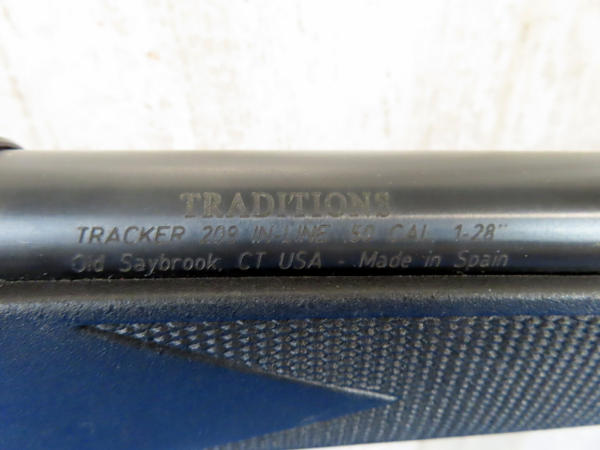 TRADITIONS
TRACKER 209 IN-LINE .50 CAL. 1-28"
Old Saybrook, CT USA - Made in Spain